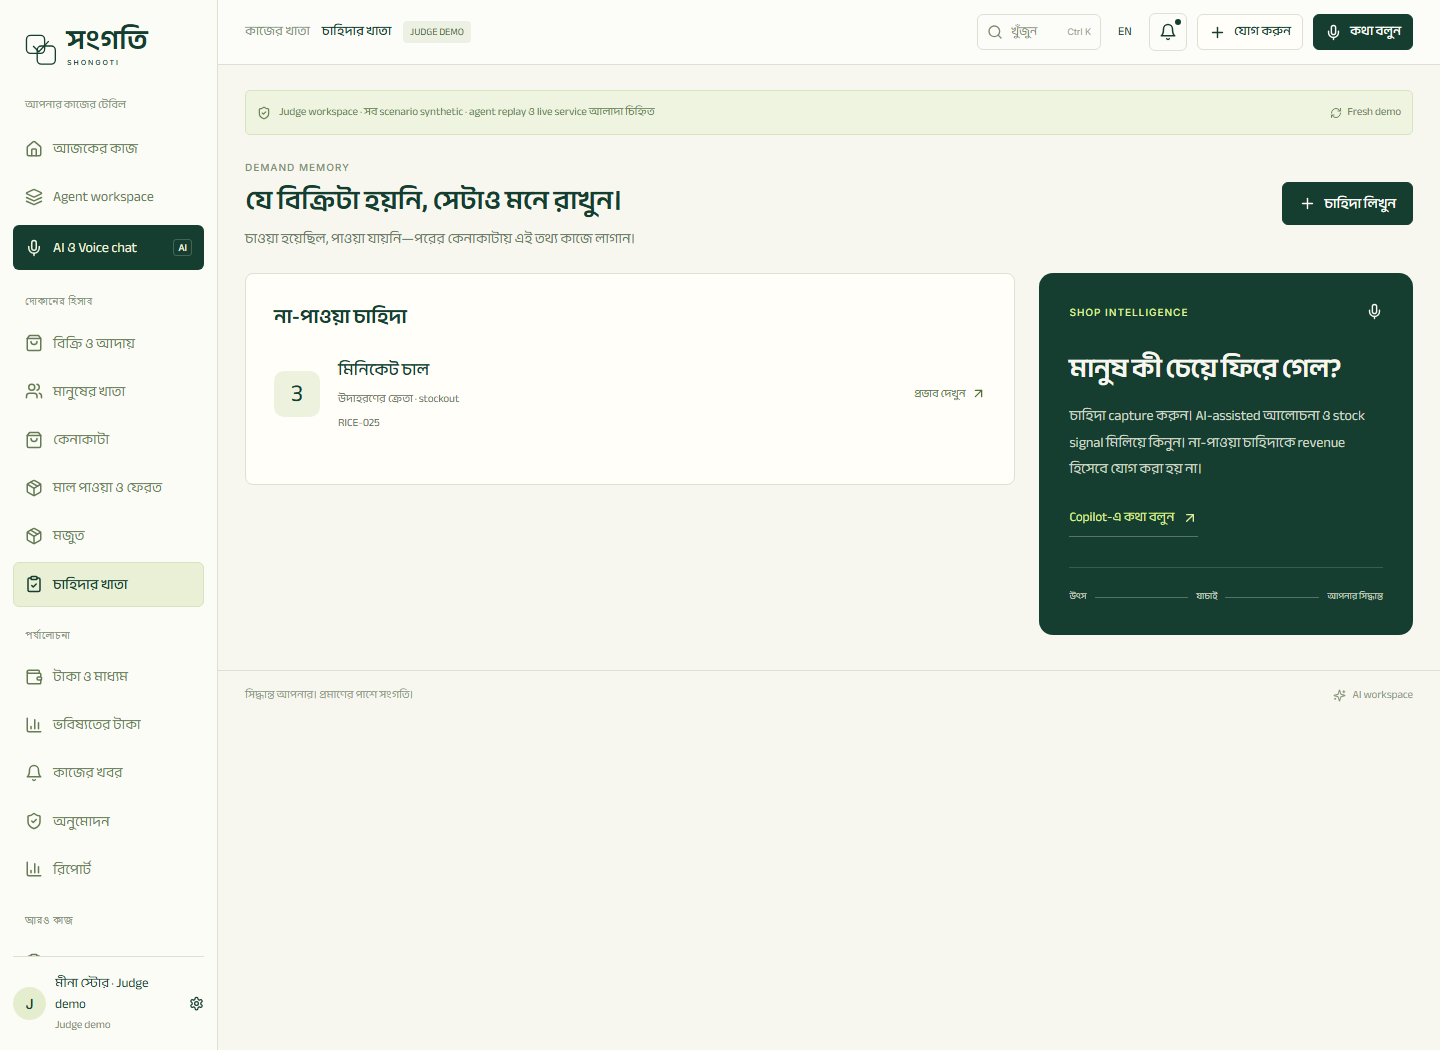 সংগতি
SHONGOTI
আপনার কাজের টেবিল
আজকের কাজ
Agent workspace
AI ও Voice chat AI
দোকানের হিসাব
বিক্রি ও আদায়
মানুষের খাতা
কেনাকাটা
মাল পাওয়া ও ফেরত
মজুত
চাহিদার খাতা
পর্যালোচনা
টাকা ও মাধ্যম
ভবিষ্যতের টাকা
কাজের খবর
অনুমোদন
রিপোর্ট
আরও কাজ
J
মীনা স্টোর · Judge
demo
Judge demo
কাজের খাতা চাহিদার খাতা JUDGE DEMO
খুঁজুন Ctrl K
EN
যোগ করুন
কথা বলুন
Judge workspace · সব scenario synthetic · agent replay ও live service আলাদা চিহ্নিত
Fresh demo
DEMAND MEMORY
যে বিক্রিটা হয়নি, সেটাও মনে রাখুন।
চাওয়া হয়েছিল, পাওয়া যায়নি—পরের কেনাকাটায় এই তথ্য কাজে লাগান।
চাহিদা লিখুন
না-পাওয়া চাহিদা
3
মিনিকেট চাল
উদাহরণের ক্রেতা · stockout
RICE-025
প্রভাব দেখুন
SHOP INTELLIGENCE
মানুষ কী চেয়ে ফিরে গেল?
চাহিদা capture করুন। AI-assisted আলোচনা ও stock
signal মিলিয়ে কিনুন। না-পাওয়া চাহিদাকে revenue
হিসেবে যোগ করা হয় না।
Copilot-এ কথা বলুন
উৎস যাচাই আপনার সিদ্ধান্ত
সিদ্ধান্ত আপনার। প্রমাণের পাশে সংগতি।
AI workspace